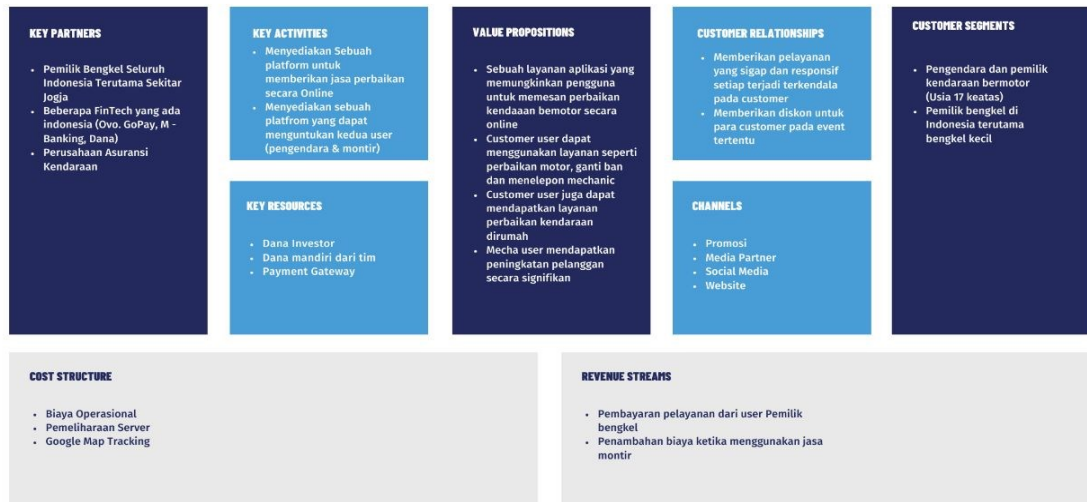 KEY PARTNERS
• Pemilik Bengkel Seluruh
Indonesia Terutama Sekitar
Jogja
• Beberapa FinTech yang ada
indonesia (Ovo. GoPay, M -
Banking, Dana)
• Perusahaan Asuransi
Kendaraan
KEY ACTIVITIES
• Menyediakan Sebuah
platform untuk
memberikan jasa perbaikan
secara Online
• Menyediakan sebuah
platfrom yang dapat
menguntukan kedua user
(pengendara & montir)
KEY RESOURCES
• Dana Investor
• Dana mandiri dari tim
• Payment Gateway
VALUE PROPOSITIONS
• Sebuah layanan aplikasi yang
memungkinkan pengguna
untuk memesan perbaikan
kendaaan bemotor secara
online
• Customer user dapat
menggunakan layanan seperti
perbaikan motor, ganti ban
dan menelepon mechanic
• Customer user juga dapat
mendapatkan layanan
perbaikan kendaraan
dirumah
• Mecha user mendapatkan
peningkatan pelanggan
secara signifikan
CUSTOMER RELATIONSHIPS
• Memberikan pelayanan
yang sigap dan responsif
setiap terjadi terkendala
pada customer
• Memberikan diskon untuk
para customer pada event
tertentu
CHANNELS
• Promosi
• Media Partner
• Social Media
• Website
CUSTOMER SEGMENTS
• Pengendara dan pemilik
kendaraan bermotor
(Usia 17 keatas)
• Pemilik bengkel di
Indonesia terutama
bengkel kecil
COST STRUCTURE
• Biaya Operasional
• Pemeliharaan Server
• Google Map Tracking
REVENUE STREAMS
• Pembayaran pelayanan dari user Pemilik
bengkel
• Penambahan biaya ketika menggunakan jasa
montir